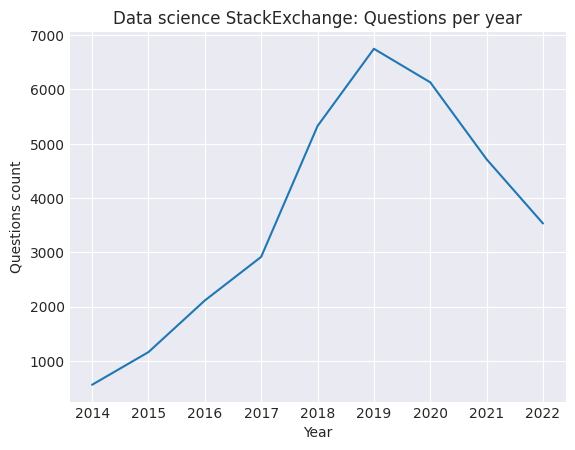 Data science StackExchange: Questions per year
7000
6000
5000
4000
3000
2000
1000
Questions count
2014 2015 2016 2017 2018 2019 2020 2021 2022
Year